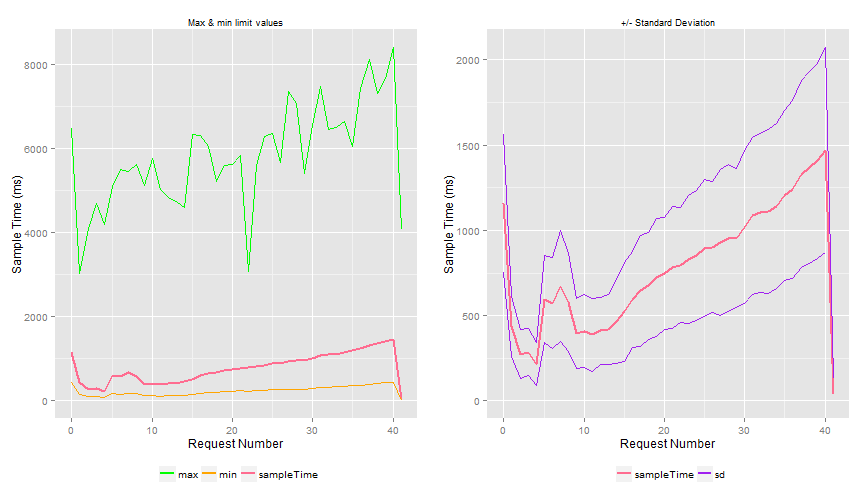 Max & min limit values
Sample Time (ms)
8000
6000
4000
2000
0
0 10 20 30 40
Request Number
max min sampleTime
+/- Standard Deviation
Sample Time (ms)
2000
1500
1000
500
0
0 10 20 30 40
Request Number
sampleTime sd